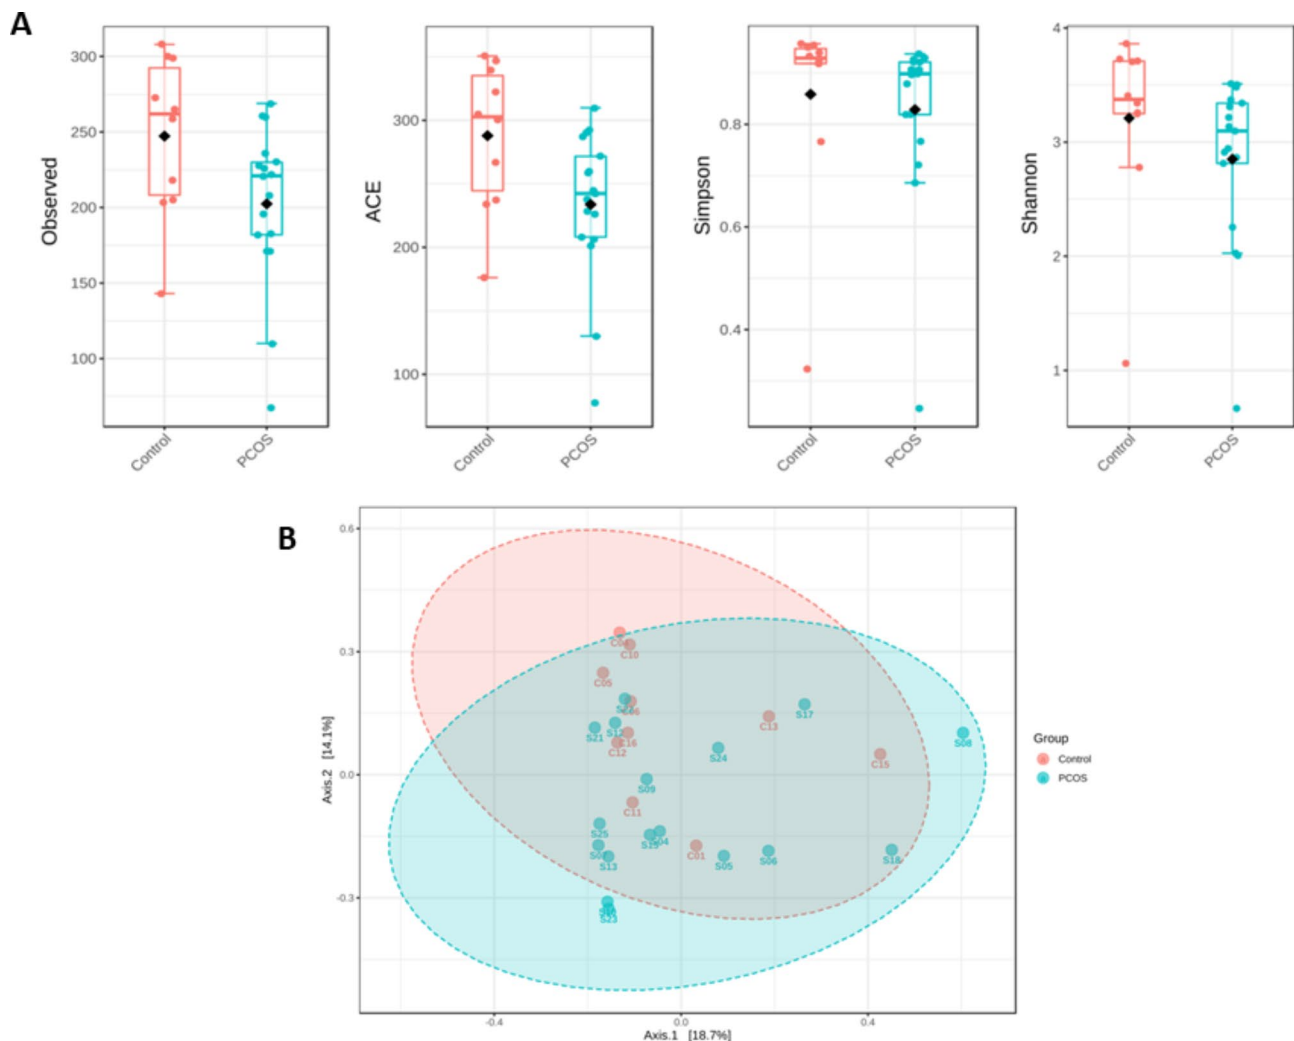 A
Observed
300
250
200
150
100
Control
PCOS
ACE
300
200
100
Control
PCOS
Simpson
0.8
0.6
0.4
Control
PCOS
Shannon
4
3
2
1
Control
PCOS
B
Axis.2 [14.1%]
0.6
0.3
0.0
-0.3
C10
C05
S17
S21
C16
C12
C13
S08
S24
C15
S09
C11
S25
S04
C01
S13
S05
S06
S18
S23
-0.4
0.0
0.4
Axis.1 [18.7%]
Group
Control
PCOS